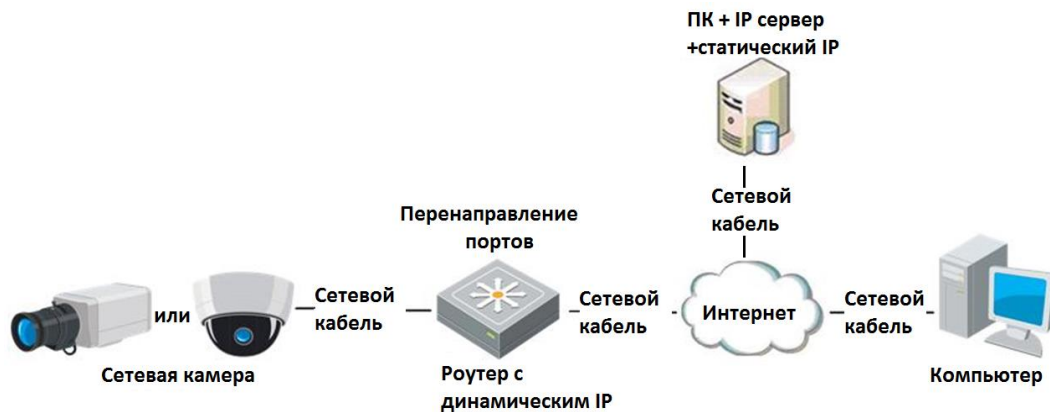 ПК + IP сервер
+статический IP
Сетевой
кабель
Перенаправление
портов
или
Сетевой
кабель
Сетевой
кабель
Интернет
Сетевой
кабель
Сетевая камера
Роутер с
динамическим IP
Компьютер